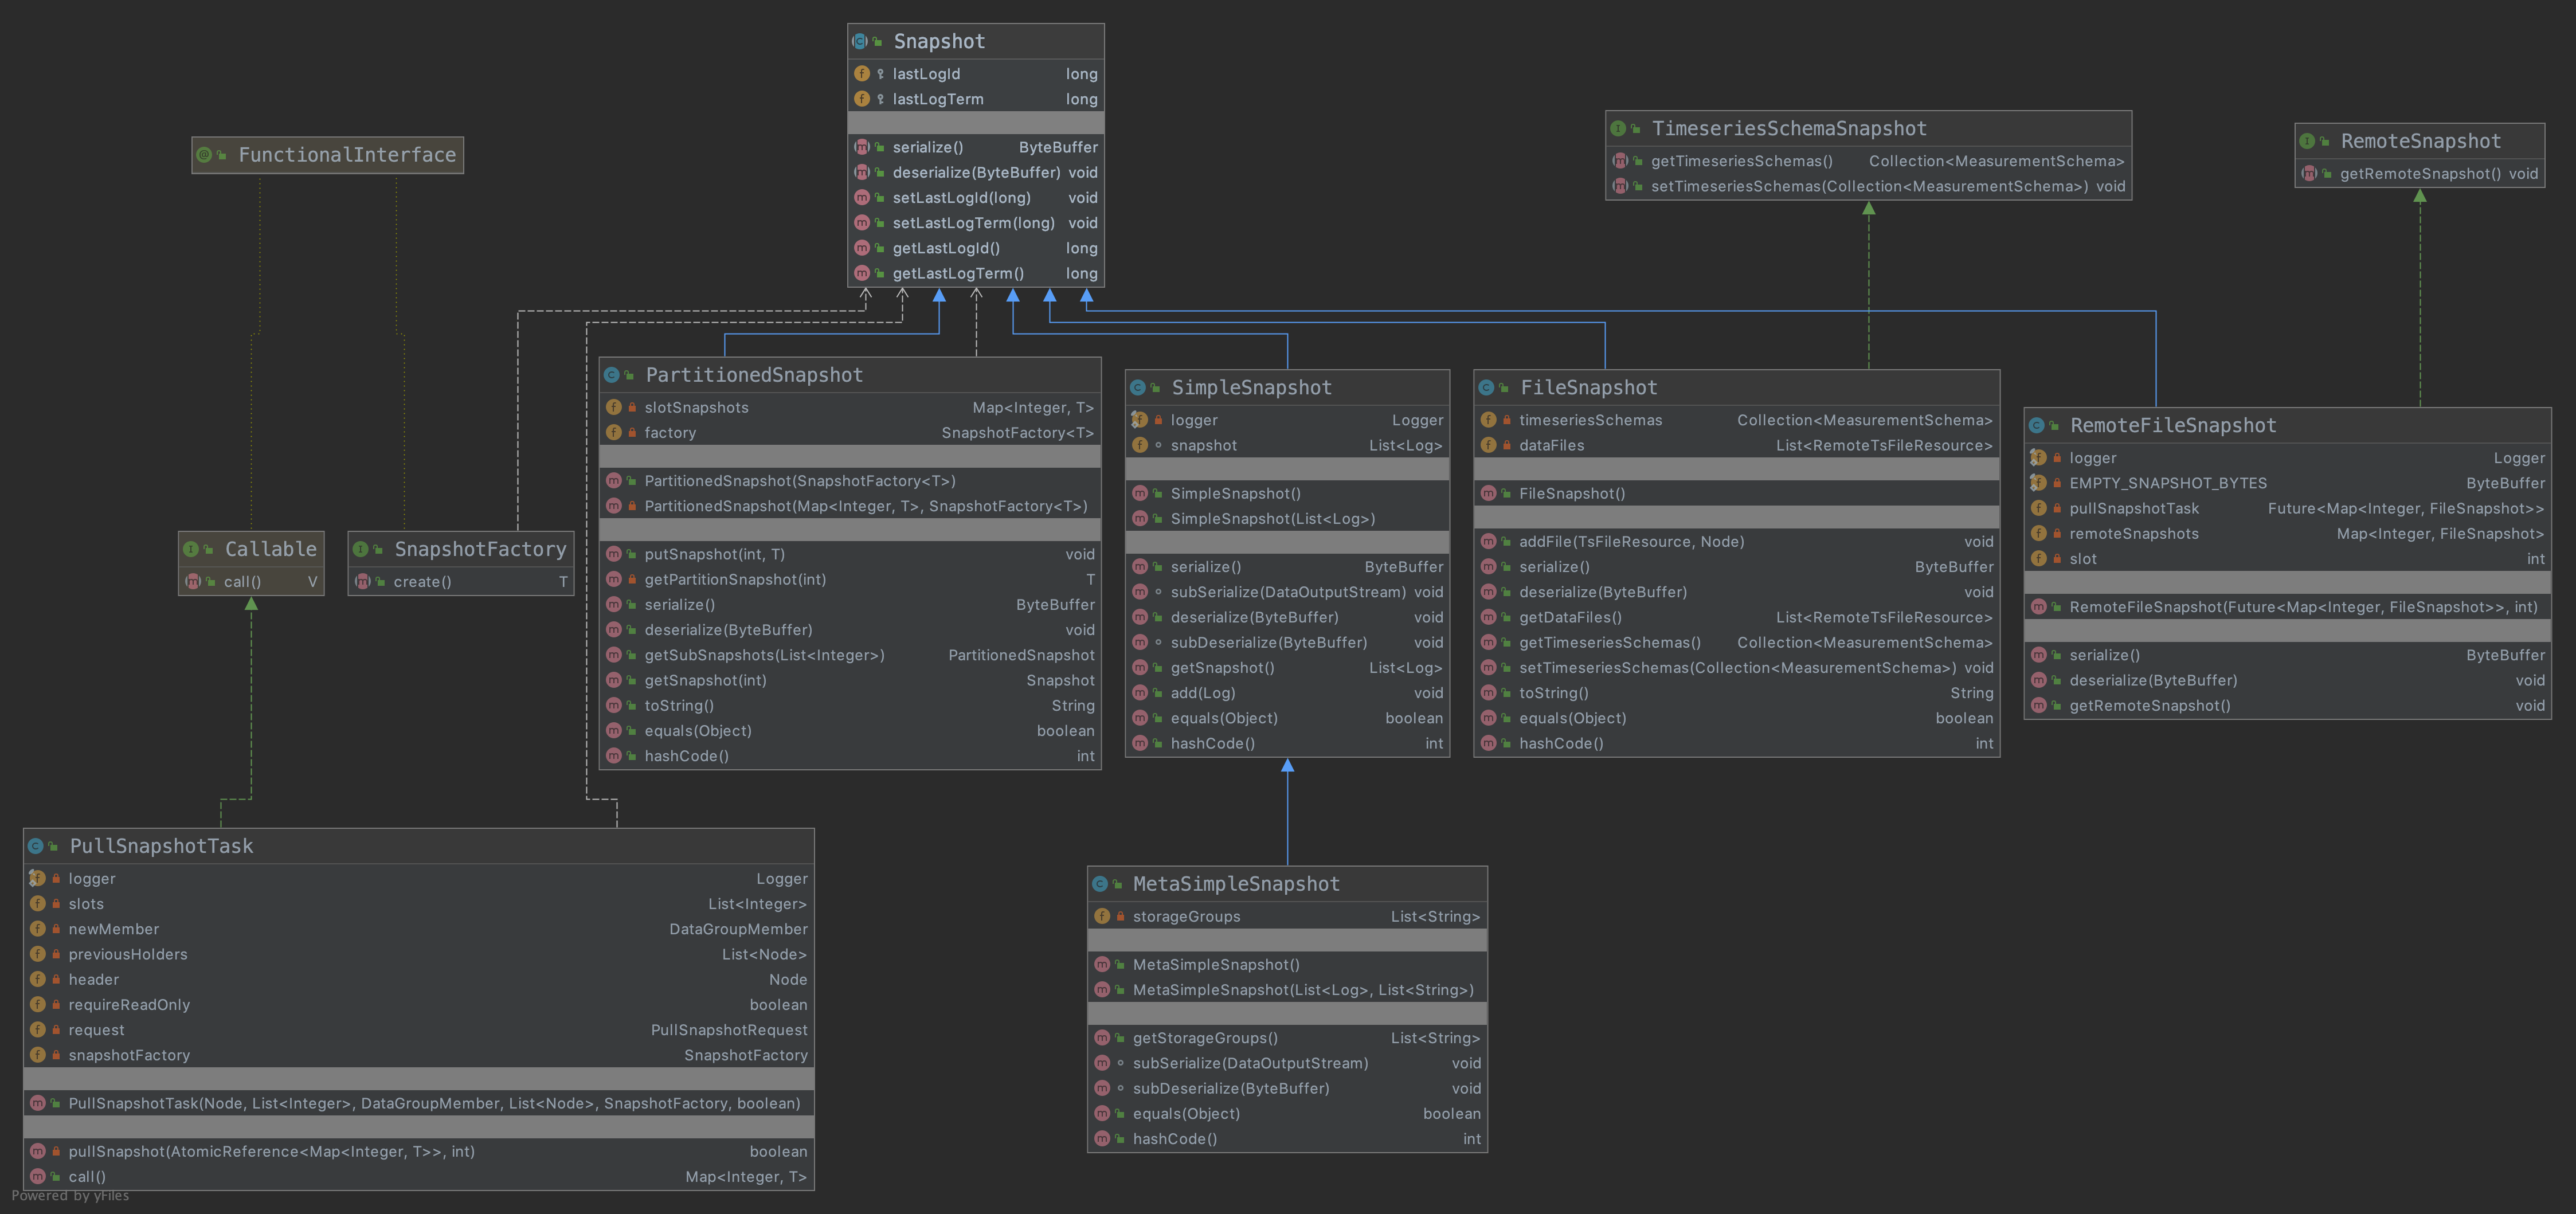 Snapshot
lastLogId long
lastLogTerm long
serialize() ByteBuffer
deserialize(ByteBuffer) void
setLastLogId(long) void
setLastLogTerm(long) void
getLastLogId() long
getLastLogTerm() long
FunctionalInterface
TimeseriesSchemaSnapshot
getTimeseriesSchemas() Collection<MeasurementSchema>
setTimeseriesSchemas(Collection<MeasurementSchema>) void
RemoteSnapshot
getRemoteSnapshot() void
Callable
call() V
SnapshotFactory
create() T
PartitionedSnapshot
slotSnapshots Map<Integer, T>
factory SnapshotFactory<T>
PartitionedSnapshot(SnapshotFactory<T>)
PartitionedSnapshot(Map<Integer, T>, SnapshotFactory<T>)
putSnapshot(int, T) void
getPartitionSnapshot(int) T
serialize() ByteBuffer
deserialize(ByteBuffer) void
getSubSnapshots(List<Integer>) PartitionedSnapshot
getSnapshot(int) Snapshot
toString() String
equals(Object) boolean
hashCode() int
SimpleSnapshot
logger Logger
snapshot List<Log>
SimpleSnapshot()
SimpleSnapshot(List<Log>)
serialize() ByteBuffer
subSerialize(DataOutputStream) void
deserialize(ByteBuffer) void
subDeserialize(ByteBuffer) void
getSnapshot() List<Log>
add(Log) void
equals(Object) boolean
hashCode() int
FileSnapshot
timeseriesSchemas Collection<MeasurementSchema>
dataFiles List<RemoteTsFileResource>
FileSnapshot()
addFile(TsFileResource, Node) void
serialize() ByteBuffer
deserialize(ByteBuffer) void
getDataFiles() List<RemoteTsFileResource>
getTimeseriesSchemas() Collection<MeasurementSchema>
setTimeseriesSchemas(Collection<MeasurementSchema>) void
toString() String
equals(Object) boolean
hashCode() int
RemoteFileSnapshot
logger Logger
EMPTY_SNAPSHOT_BYTES ByteBuffer
pullSnapshotTask Future<Map<Integer, FileSnapshot>>
remoteSnapshots Map<Integer, FileSnapshot>
slot int
RemoteFileSnapshot(Future<Map<Integer, FileSnapshot>>, int)
serialize() ByteBuffer
deserialize(ByteBuffer) void
getRemoteSnapshot() void
PullSnapshotTask
logger Logger
slots List<Integer>
newMember DataGroupMember
previousHolders List<Node>
header Node
requireReadOnly boolean
request PullSnapshotRequest
snapshotFactory SnapshotFactory
PullSnapshotTask(Node, List<Integer>, DataGroupMember, List<Node>, SnapshotFactory, boolean)
pullSnapshot(AtomicReference<Map<Integer, T>>, int) boolean
call() Map<Integer, T>
MetaSimpleSnapshot
storageGroups List<String>
MetaSimpleSnapshot()
MetaSimpleSnapshot(List<Log>, List<String>)
getStorageGroups() List<String>
subSerialize(DataOutputStream) void
subDeserialize(ByteBuffer) void
equals(Object) boolean
hashCode() int
Powered by yFiles